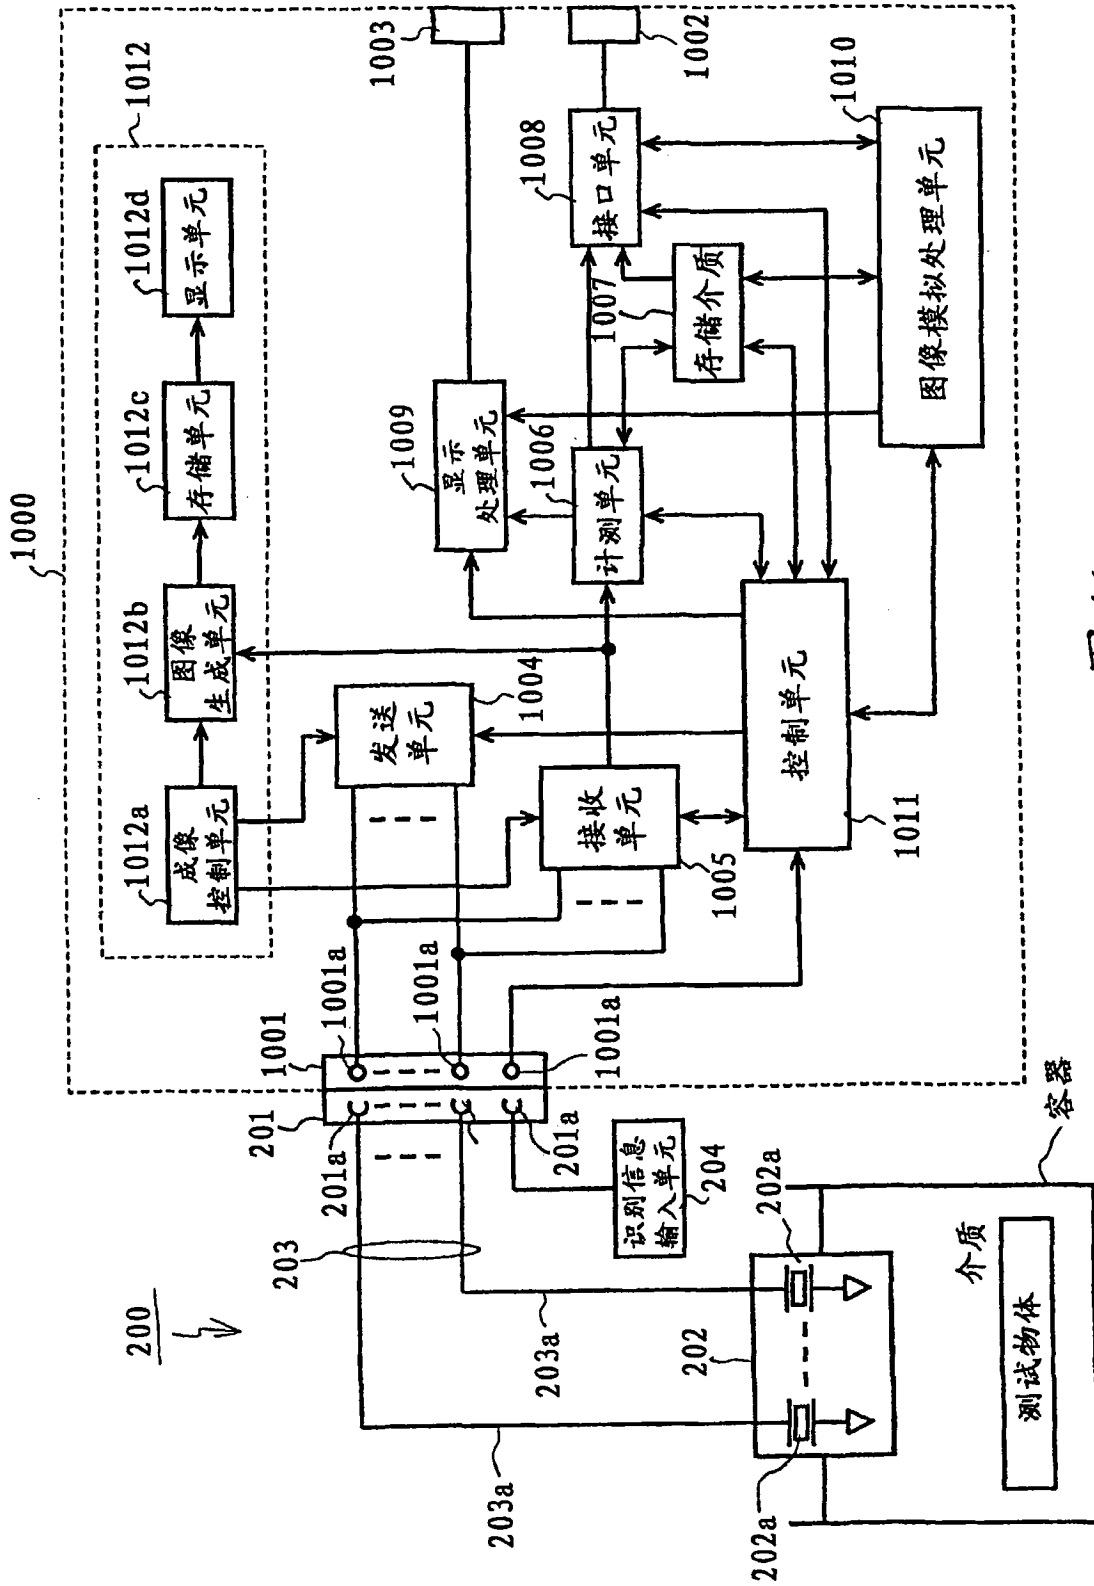 1000
1012
1012a
成像
控制单元
1012b
图像
生成单元
1012c
存储单元
1012d
显示单元
1003
1002
1004
发送
单元
1005
接收
单元
1009
显示
处理单元
1006
计测单元
1008
接口单元
1007
存储介质
1010
图像模拟处理单元
1011
控制单元
1001
1001a
1001a
1001a
201
201a
201a
200
203
203a
203a
204
识别信息
输入单元
202
202a
202a
介质
测试物体
容器